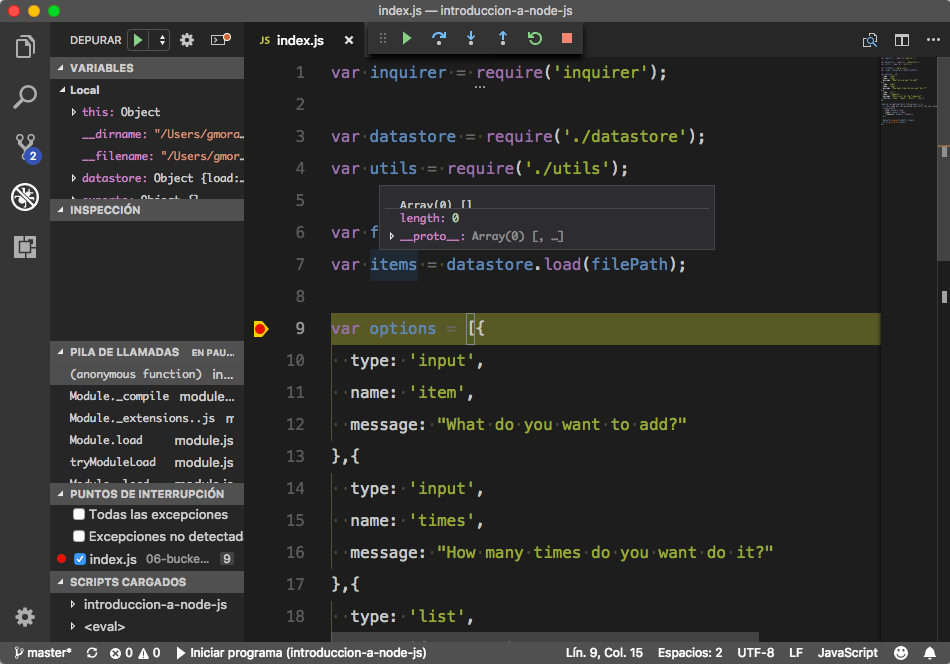 index.js — introduccion-a-node-js
DEPURAR
JS index.js ×
VARIABLES
Local
this: Object
__dirname: "/Users/gmora…
__filename: "/Users/gmor…
datastore: Object {load:…
INSPECCIÓN
PILA DE LLAMADAS EN PAU…
(anonymous function) in…
Module._compile module…
Module._extensions..js m
Module.load module.js
tryModuleLoad module.js
Module._load module.js
PUNTOS DE INTERRUPCIÓN
Todas las excepciones
Excepciones no detectad
index.js 06-bucke… 9
SCRIPTS CARGADOS
introduccion-a-node-js
<eval>
1 var inquirer = require('inquirer');
2
3 var datastore = require('./datastore');
4 var utils = require('./utils');
5
Array(0) []
length: 0
__proto__: Array(0) [, …]
6 var f
7 var items = datastore.load(filePath);
8
9 var options = [{
10 type: 'input',
11 name: 'item',
12 message: "What do you want to add?"
13 },{
14 type: 'input',
15 name: 'times',
16 message: "How many times do you want do it?"
17 },{
18 type: 'list',
2
master* 0 0 Iniciar programa (introduccion-a-node-js) Lín. 9, Col. 15 Espacios: 2 UTF-8 LF JavaScript